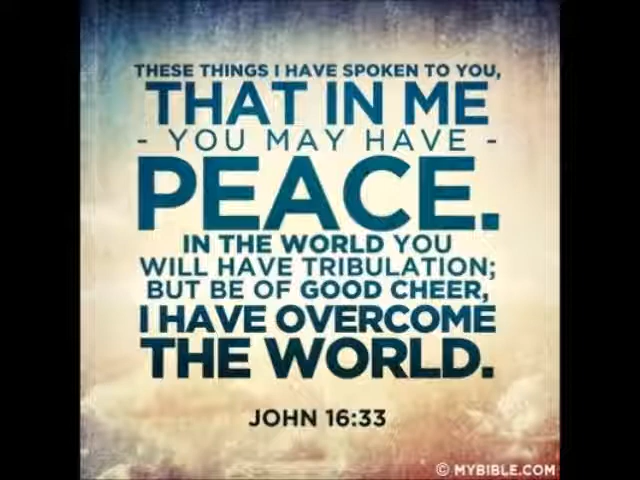 THESE THINGS I HAVE SPOKEN TO YOU,
THAT IN ME
- YOU MAY HAVE -
PEACE.
IN THE WORLD YOU
WILL HAVE TRIBULATION;
BUT BE OF GOOD CHEER,
I HAVE OVERCOME
THE WORLD.
JOHN 16:33
© MYBIBLE.COM